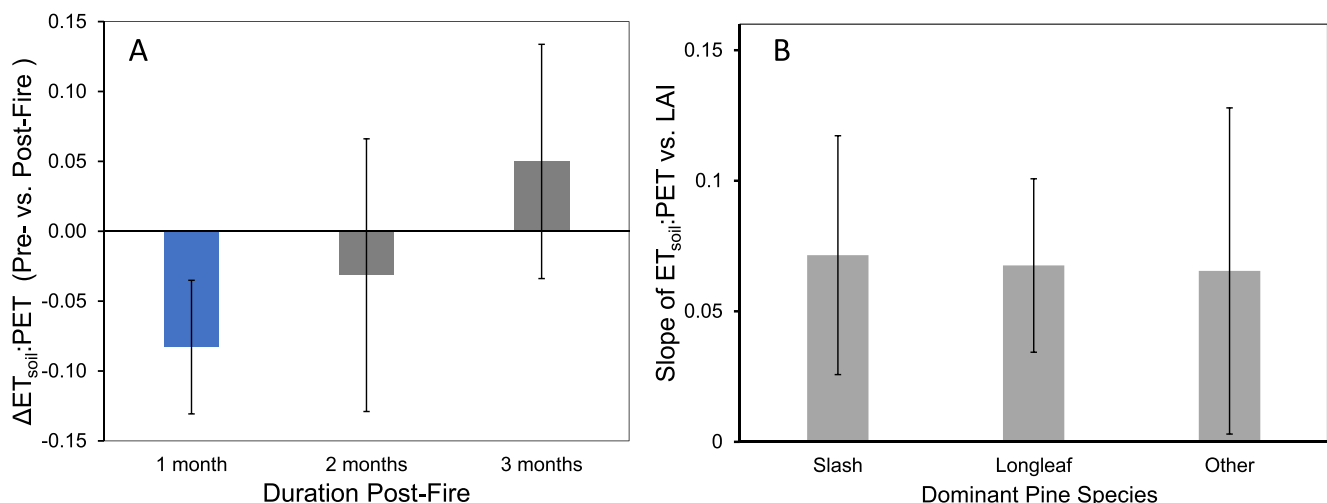 A
ΔETsoil:PET (Pre- vs. Post-Fire )
0.15
0.10
0.05
0.00
-0.05
-0.10
-0.15
1 month 2 months 3 months
Duration Post-Fire
B
Slope of ETsoil:PET vs. LAI
0.15
0.1
0.05
0
Slash Longleaf Other
Dominant Pine Species